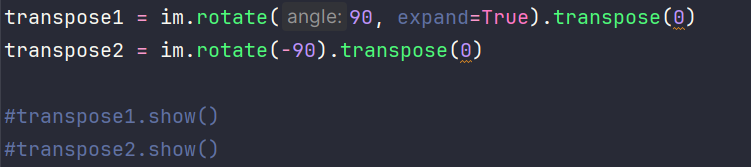 transpose1 = im.rotate( angle: 90, expand=True).transpose(0)
transpose2 = im.rotate(-90).transpose(0)
#transpose1.show()
#transpose2.show()